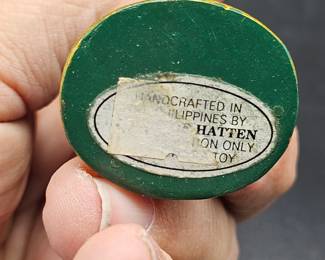 HANDCRAFTED IN
PHILIPPINES BY
HATTEN
ION ONLY
TOY